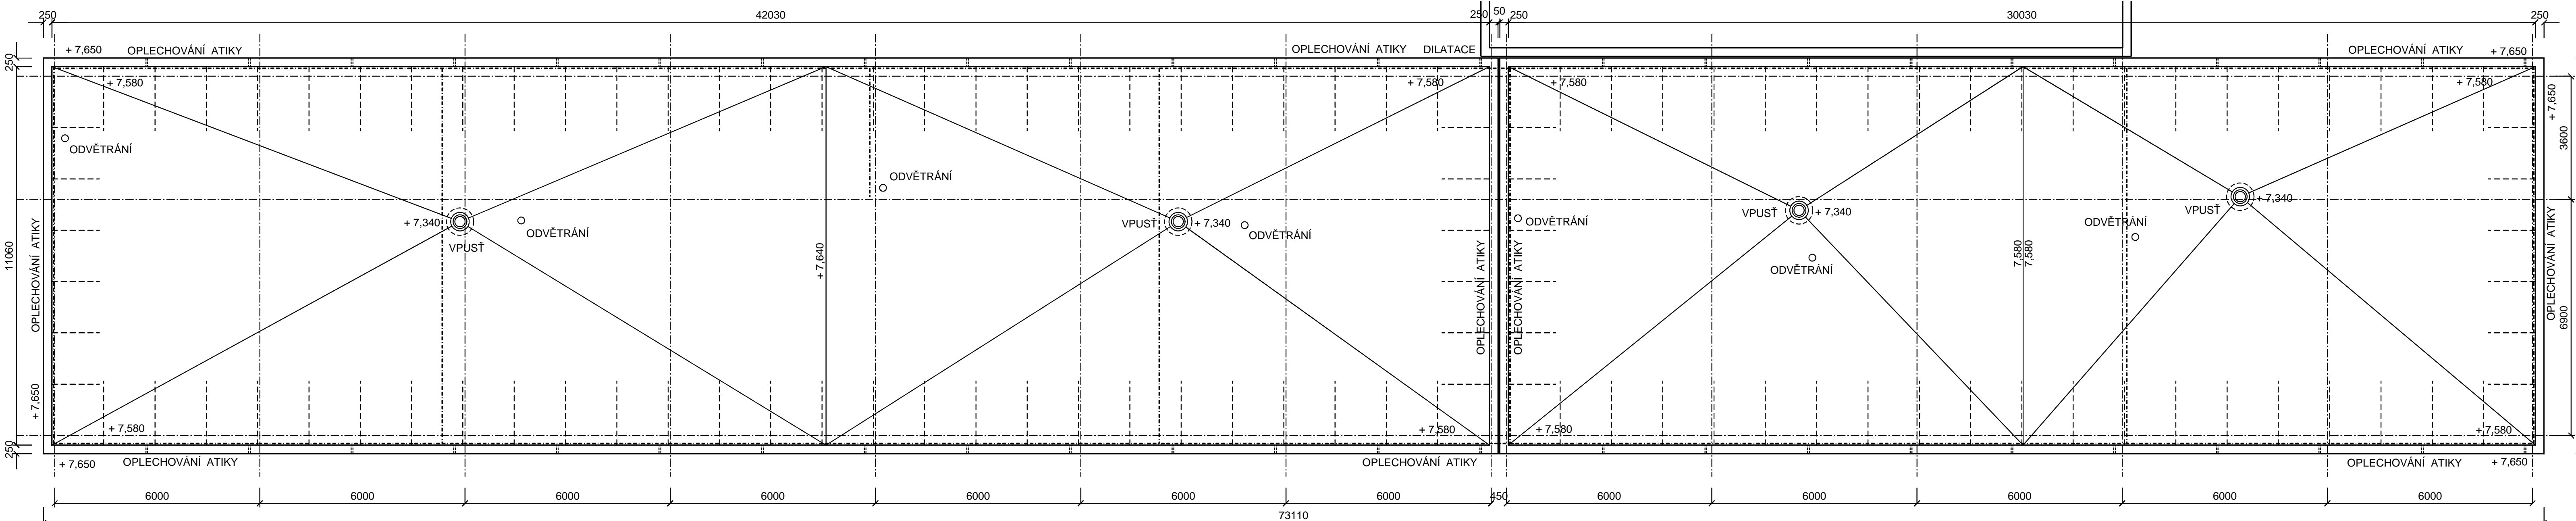 250 42030 250 50 250 30030 250
+ 7,650 OPLECHOVÁNÍ ATIKY OPLECHOVÁNÍ ATIKY DILATACE OPLECHOVÁNÍ ATIKY + 7,650
250
+ 7,580 + 7,580 + 7,580 + 7,580
+ 7,650
3600
ODVĚTRÁNÍ
ODVĚTRÁNÍ
+ 7,340 VPUSŤ ODVĚTRÁNÍ
VPUSŤ + 7,340 ODVĚTRÁNÍ
ODVĚTRÁNÍ
VPUSŤ + 7,340
ODVĚTRÁNÍ
ODVĚTRÁNÍ
VPUSŤ + 7,340
11060
OPLECHOVÁNÍ ATIKY
+ 7,640
OPLECHOVÁNÍ ATIKY
OPLECHOVÁNÍ ATIKY
7,580
7,580
OPLECHOVÁNÍ ATIKY
6900
+ 7,650
+ 7,580 + 7,580 + 7,580 + 7,580
250
+ 7,650 OPLECHOVÁNÍ ATIKY OPLECHOVÁNÍ ATIKY OPLECHOVÁNÍ ATIKY + 7,650
6000 6000 6000 6000 6000 6000 6000 450 6000 6000 6000 6000 6000
73110